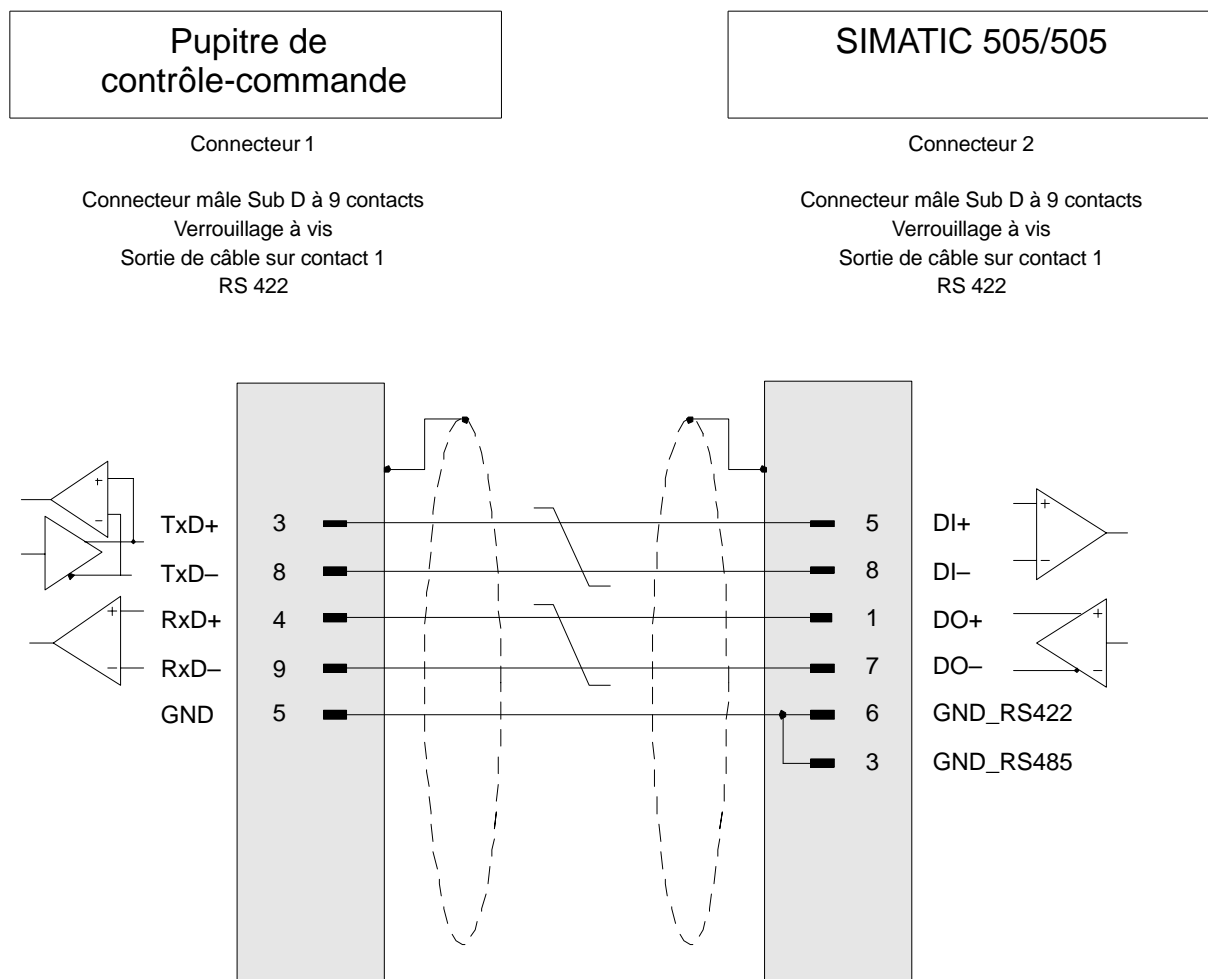 Pupitre de
contrôle-commande
SIMATIC 505/505
Connecteur 1
Connecteur 2
Connecteur mâle Sub D à 9 contacts
Verrouillage à vis
Sortie de câble sur contact 1
RS 422
Connecteur mâle Sub D à 9 contacts
Verrouillage à vis
Sortie de câble sur contact 1
RS 422
TxD+ 3 5 DI+
TxD– 8 8 DI–
RxD+ 4 1 DO+
RxD– 9 7 DO–
GND 5 6 GND_RS422
3 GND_RS485